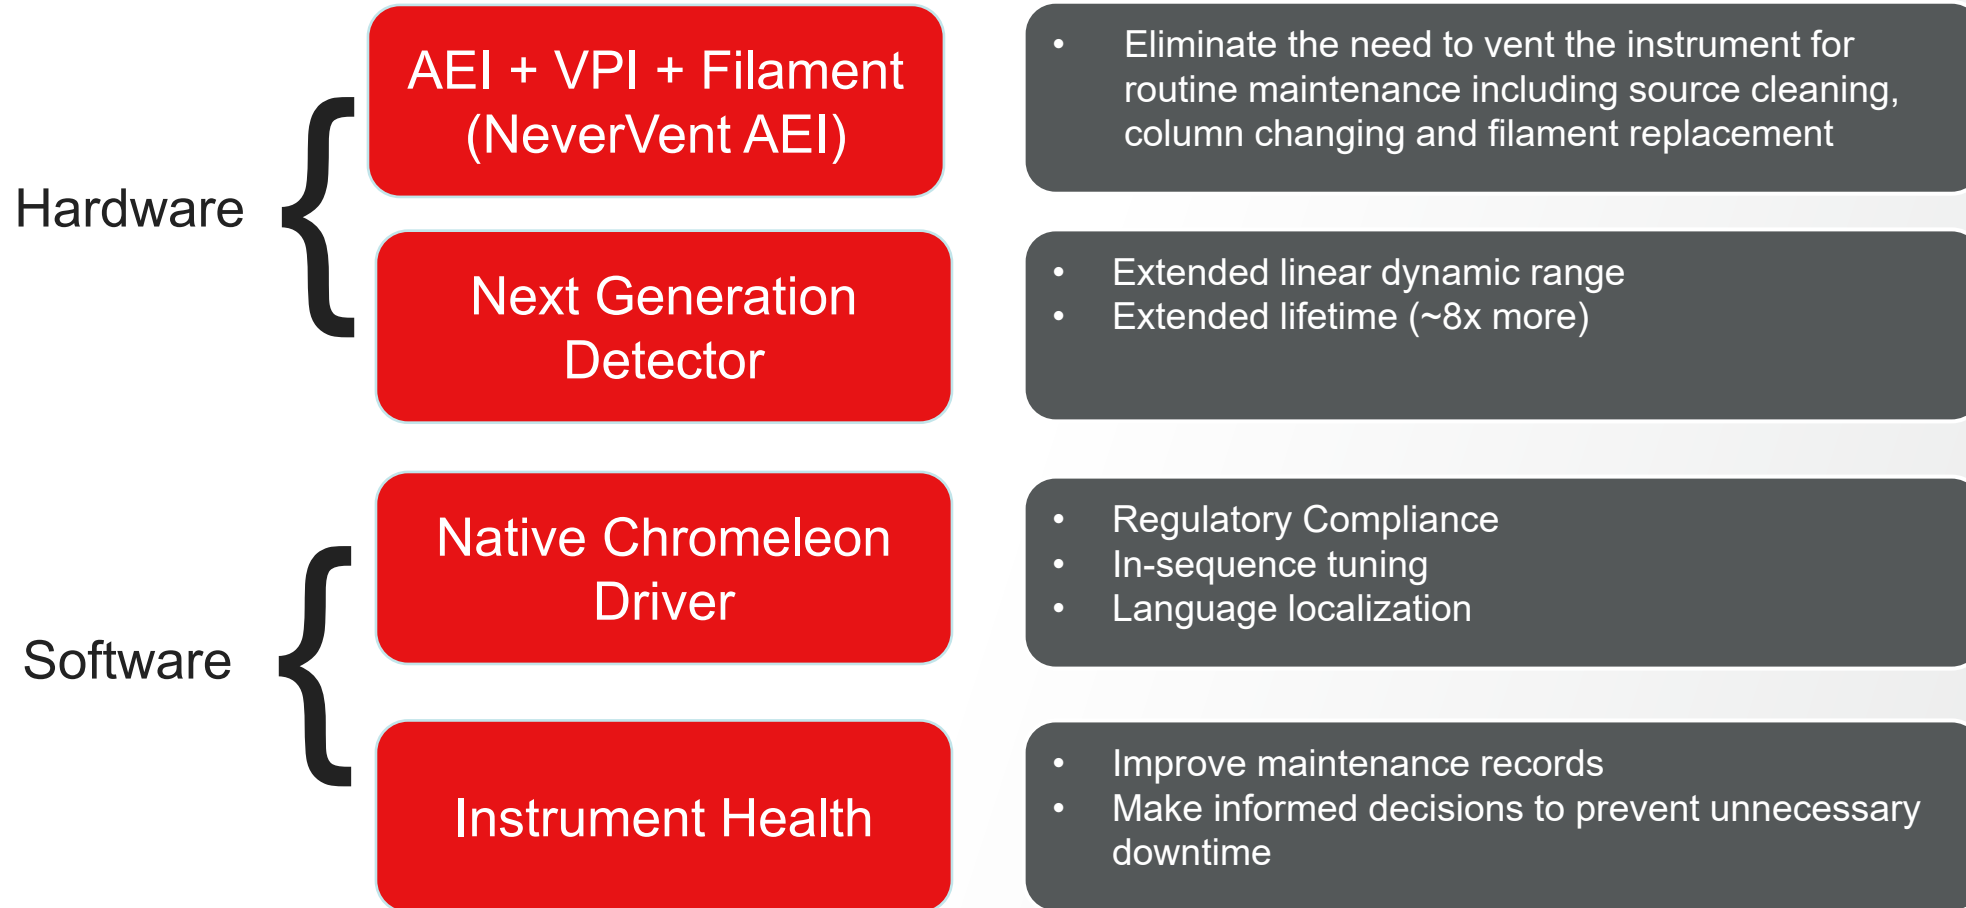 Hardware
AEI + VPI + Filament
(NeverVent AEI)
• Eliminate the need to vent the instrument for
routine maintenance including source cleaning,
column changing and filament replacement
Next Generation
Detector
• Extended linear dynamic range
• Extended lifetime (~8x more)
Software
Native Chromeleon
Driver
• Regulatory Compliance
• In-sequence tuning
• Language localization
Instrument Health
• Improve maintenance records
• Make informed decisions to prevent unnecessary
downtime